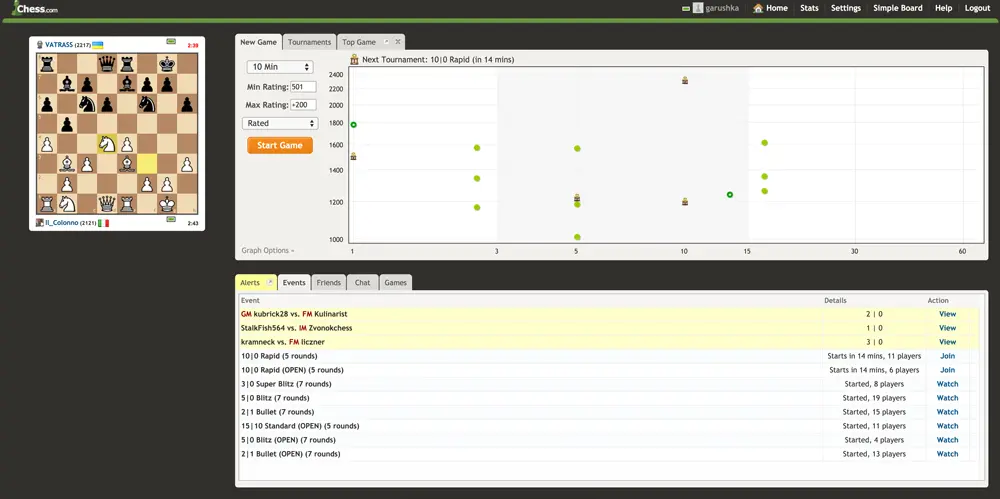 Chess.com
garushka Home Stats Settings Simple Board Help Logout
VATRASS (2217) 2:38
Il_Colonno (2121) 2:43
New Game Tournaments Top Game
10 Min
Min Rating: 501
Max Rating: +200
Rated
Start Game
Graph Options
Next Tournament: 10|0 Rapid (in 14 mins)
2400
2200
2000
1800
1600
1400
1200
1000
1 3 5 10 15 30 60
Alerts Events Friends Chat Games
Event Details Action
GM kubrick28 vs. FM Kulinarist 2 | 0 View
StalkFish564 vs. IM Zvonokchess 1 | 0 View
kramneck vs. FM liczner 3 | 0 View
10|0 Rapid (5 rounds) Starts in 14 mins, 11 players Join
10|0 Rapid (OPEN) (5 rounds) Starts in 14 mins, 6 players Join
3|0 Super Blitz (7 rounds) Started, 8 players Watch
5|0 Blitz (7 rounds) Started, 19 players Watch
2|1 Bullet (7 rounds) Started, 15 players Watch
15|10 Standard (OPEN) (5 rounds) Started, 11 players Watch
5|0 Blitz (OPEN) (7 rounds) Started, 4 players Watch
2|1 Bullet (OPEN) (7 rounds) Started, 13 players Watch